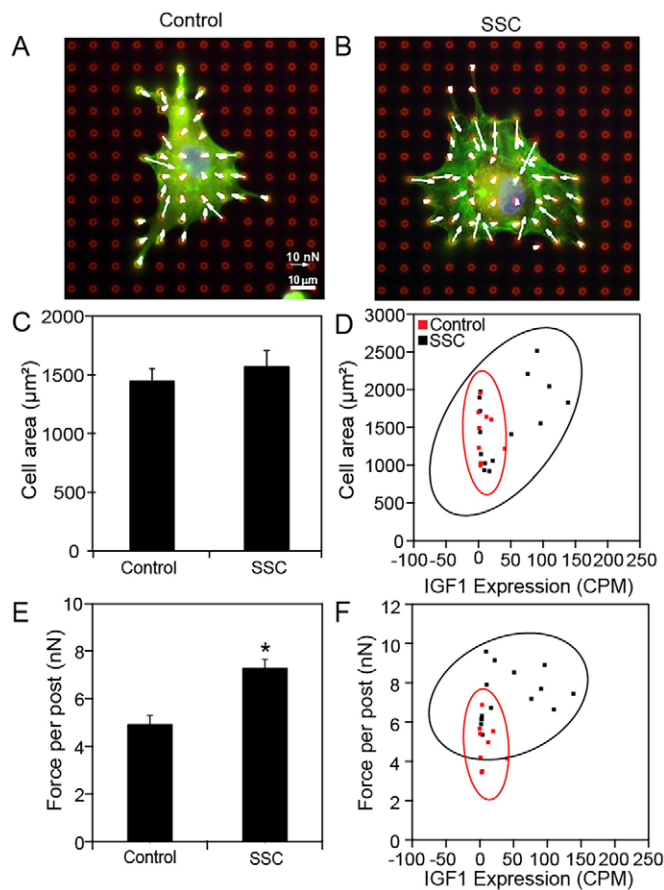 Control
SSC
A
B
10 nN
10µm
C
2000
1500
1000
500
0
Cell area (µm²)
Control
SSC
D
3000
2500
2000
1500
1000
500
0
Cell area (µm²)
Control
SSC
-100
-50
0
50
100
150
200
250
IGF1 Expression (CPM)
E
10
8
6
4
2
0
Force per post (nN)
*
Control
SSC
F
12
10
8
6
4
2
0
Force per post (nN)
-100
-50
0
50
100
150
200
250
IGF1 Expression (CPM)